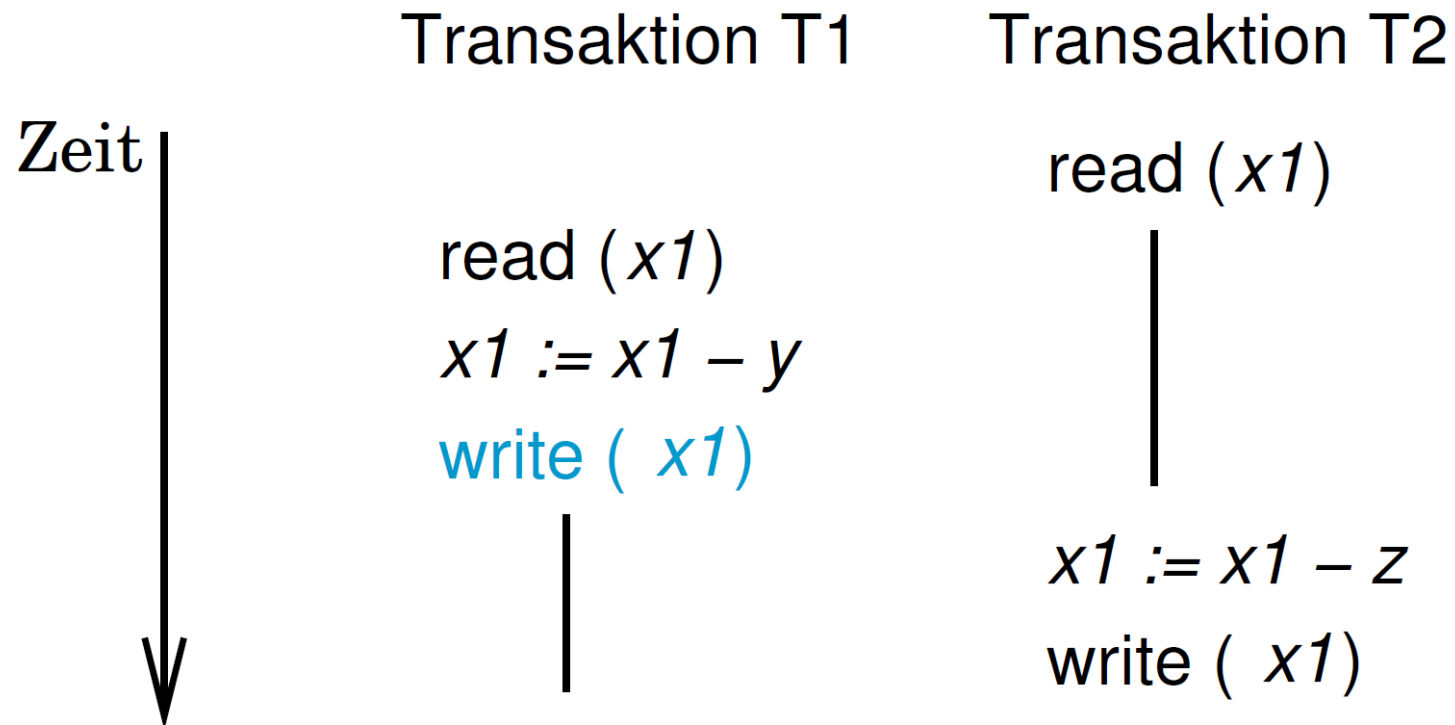 Transaktion T1 Transaktion T2
Zeit
read (x1)
read (x1)
x1 := x1 – y
write ( x1)
x1 := x1 – z
write ( x1)